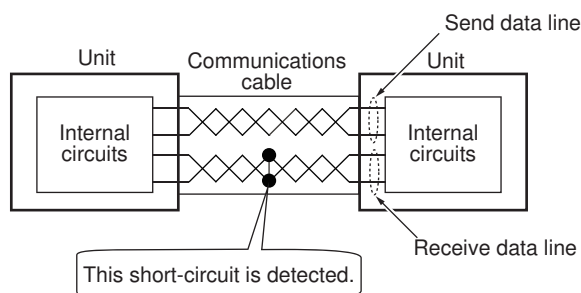 Send data line
Unit
Communications
cable
Unit
Internal
circuits
Internal
circuits
Receive data line
This short-circuit is detected.